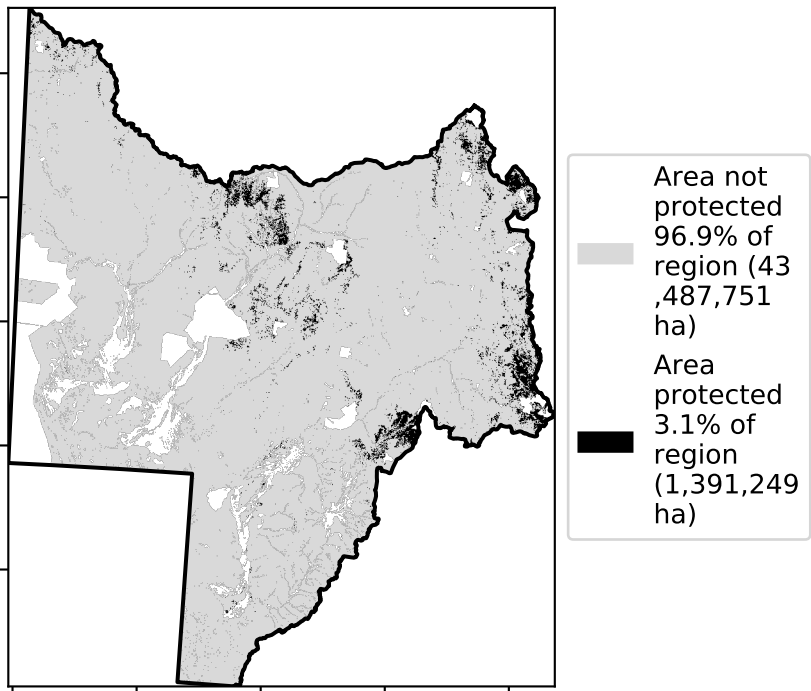 Area not
protected
96.9% of
region (43
,487,751
ha)
Area
protected
3.1% of
region
(1,391,249
ha)